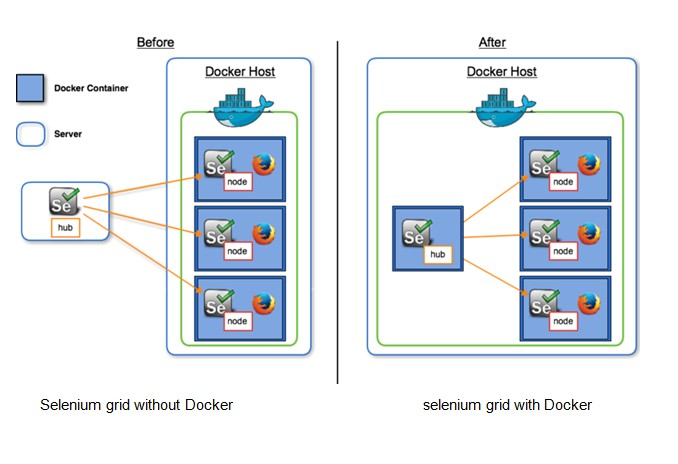 Before
After
Docker Container
Server
Docker Host
Docker Host
Se
hub
Se
node
Se
node
Se
node
Se
hub
Se
node
Se
node
Se
node
Selenium grid without Docker
selenium grid with Docker